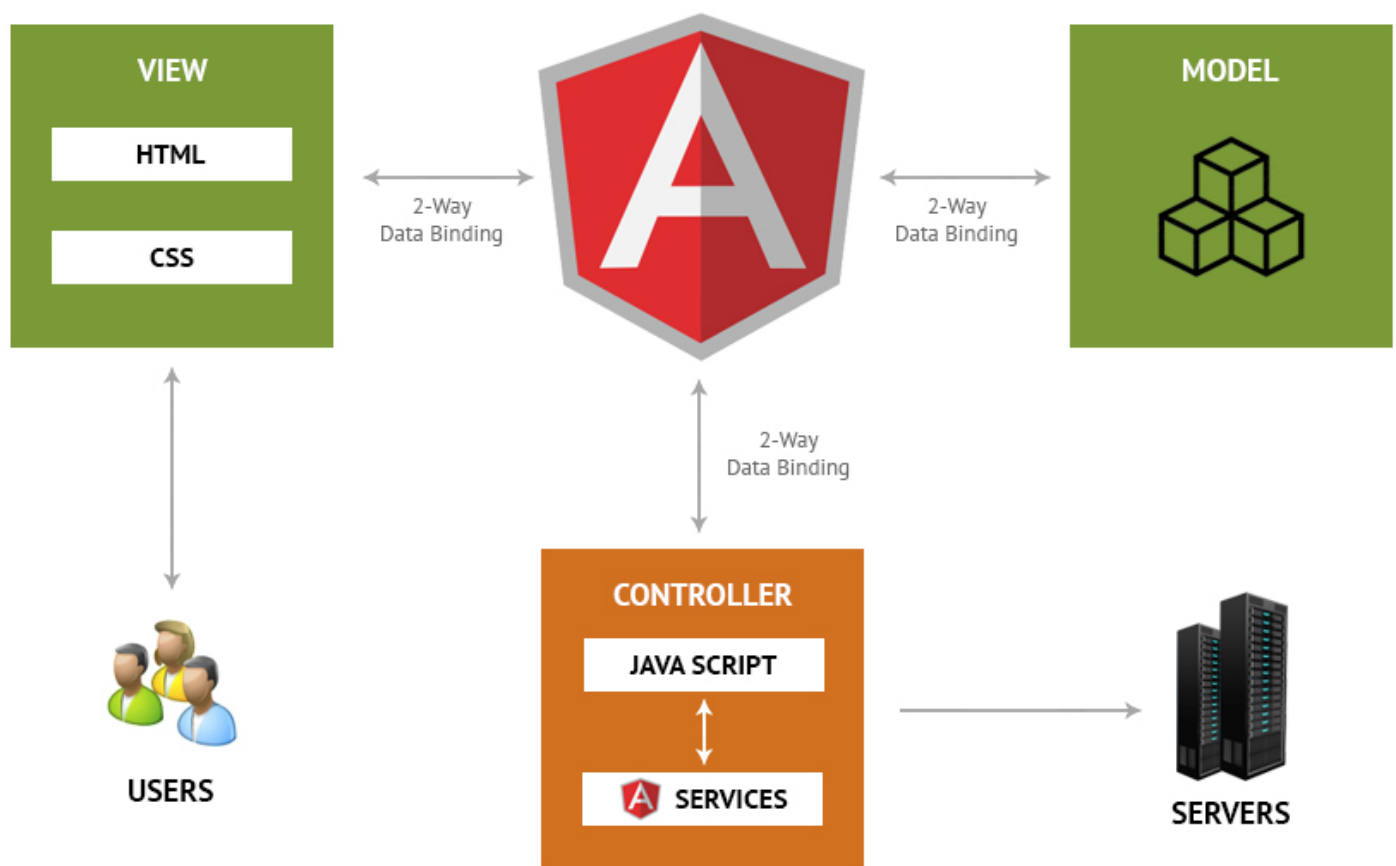 VIEW
HTML
CSS
2-Way
Data Binding
A
2-Way
Data Binding
MODEL
2-Way
Data Binding
USERS
CONTROLLER
JAVA SCRIPT
A SERVICES
SERVERS